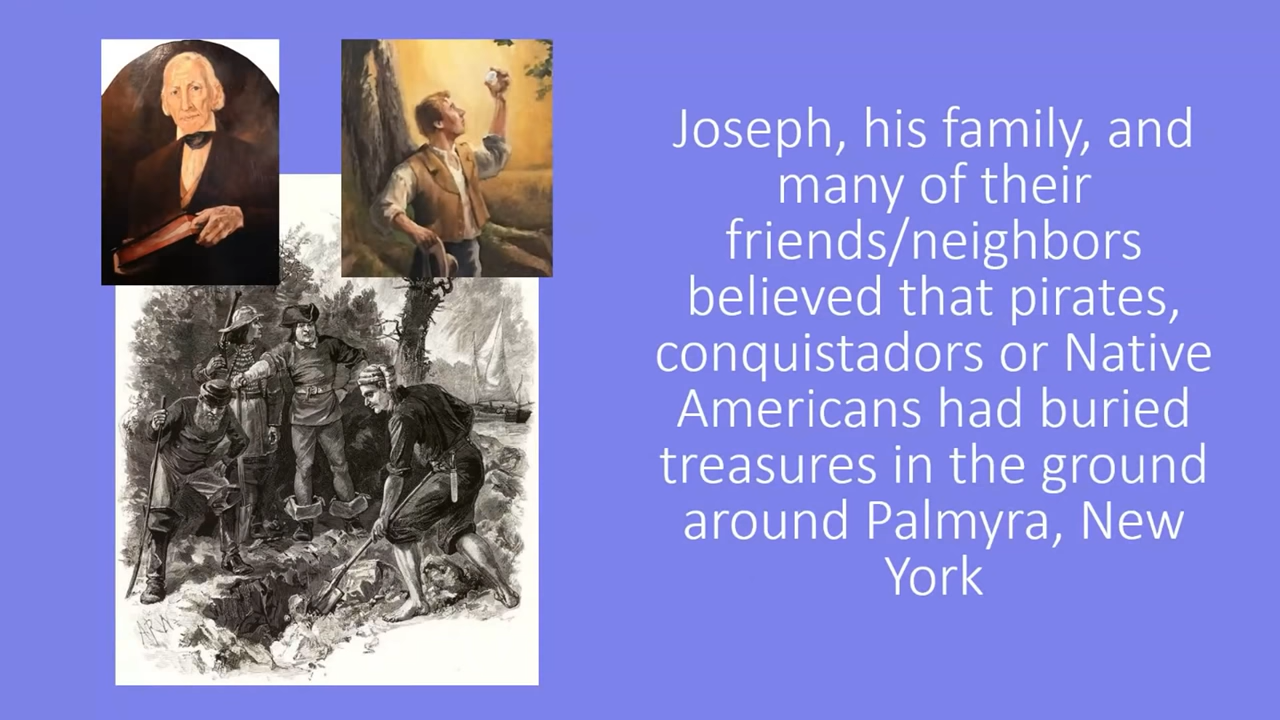 Joseph, his family, and
many of their
friends/neighbors
believed that pirates,
conquistadors or Native
Americans had buried
treasures in the ground
around Palmyra, New
York